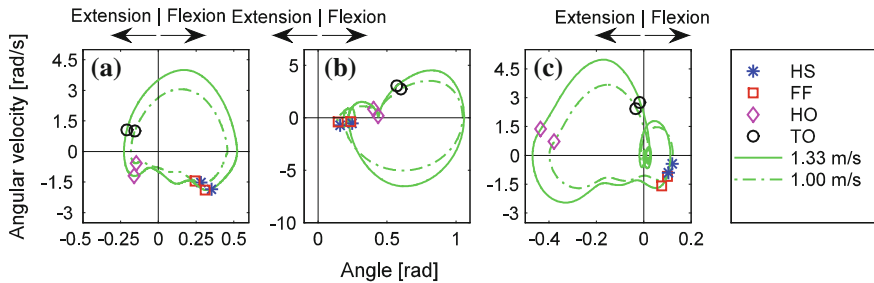 Extension | Flexion
Extension | Flexion
Extension | Flexion
Angular velocity [rad/s]
(a)
4.5
3
1.5
0
-1.5
-3
-0.5
-0.25
0
0.25
0.5
(b)
5
0
-5
-10
0
0.5
1
(c)
4.5
3
1.5
0
-1.5
-3
-0.4
-0.2
0
0.2
Angle [rad]
HS
FF
HO
TO
1.33 m/s
1.00 m/s